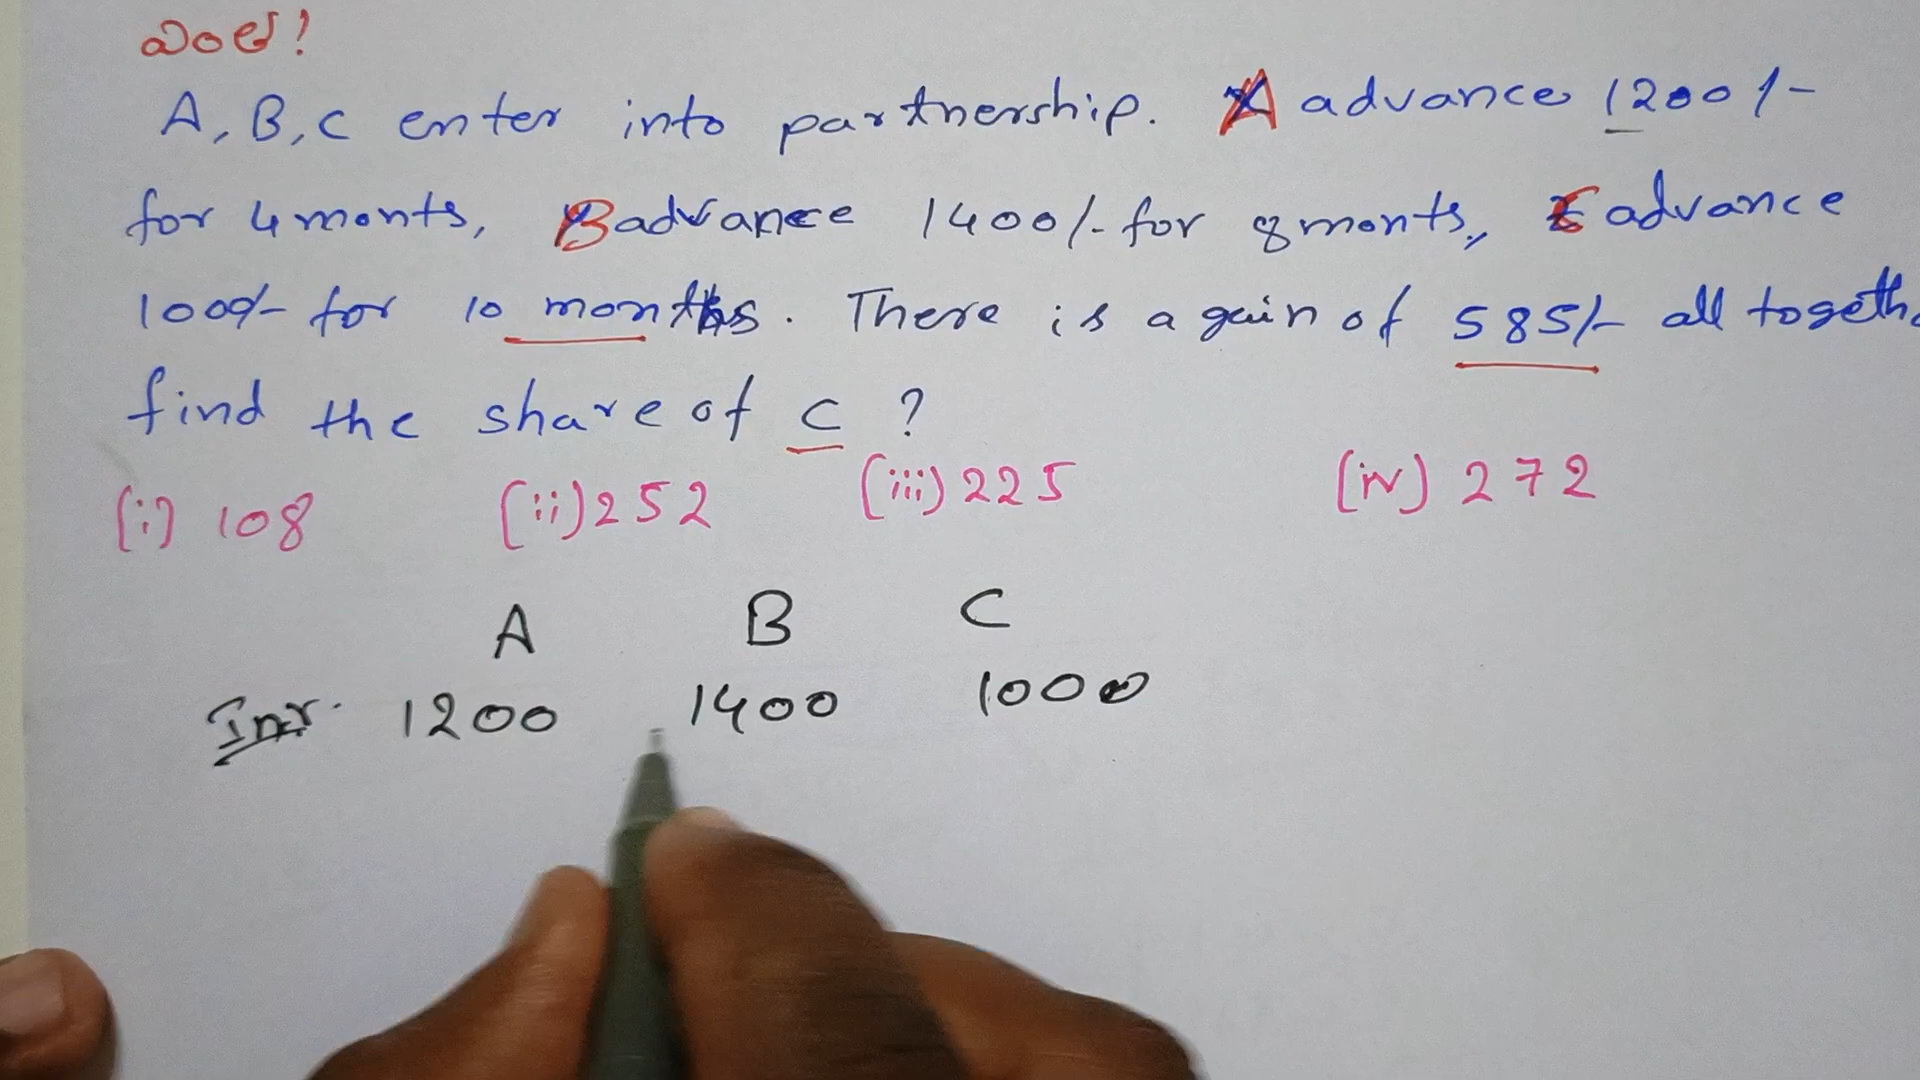 A, B, C enter into partnership. A advance 1200/-
for 4 monts, B advance 1400/- for 8 monts, C advance
1000/- for 10 months. There is a gain of 585/- all togeth
find the share of C ?
(i) 108 (ii) 252 (iii) 225 (iv) 272
A B C
Inv. 1200 1400 1000